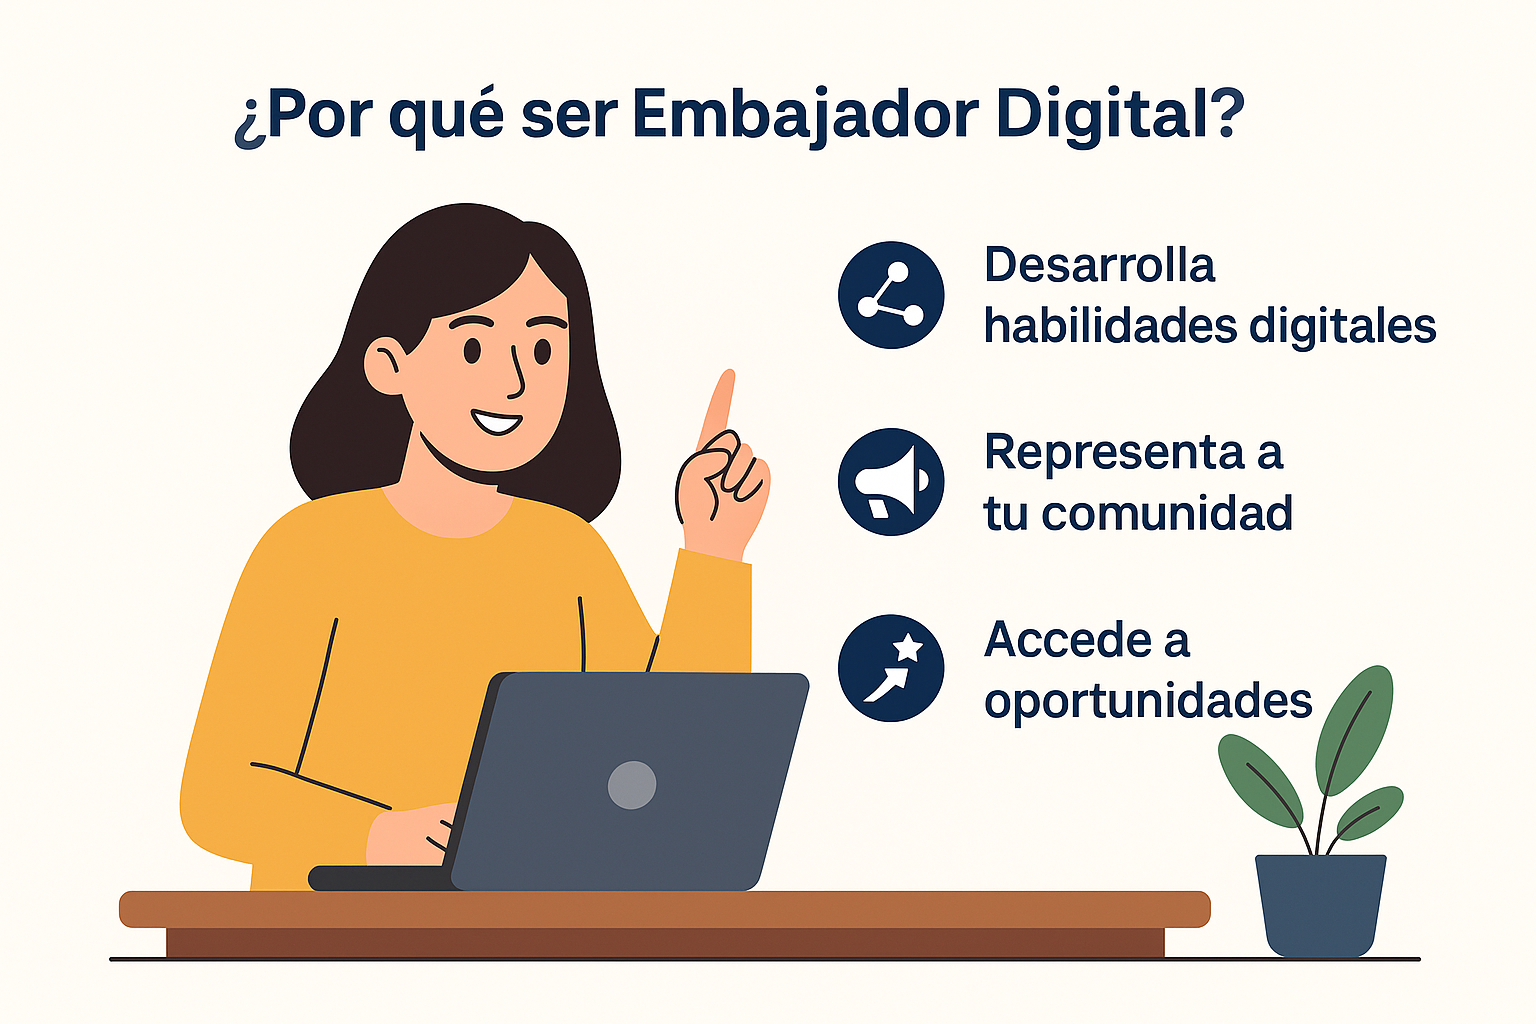 ¿Por qué ser Embajador Digital?
Desarrolla
habilidades digitales
Representa a
tu comunidad
Accede a
oportunidades